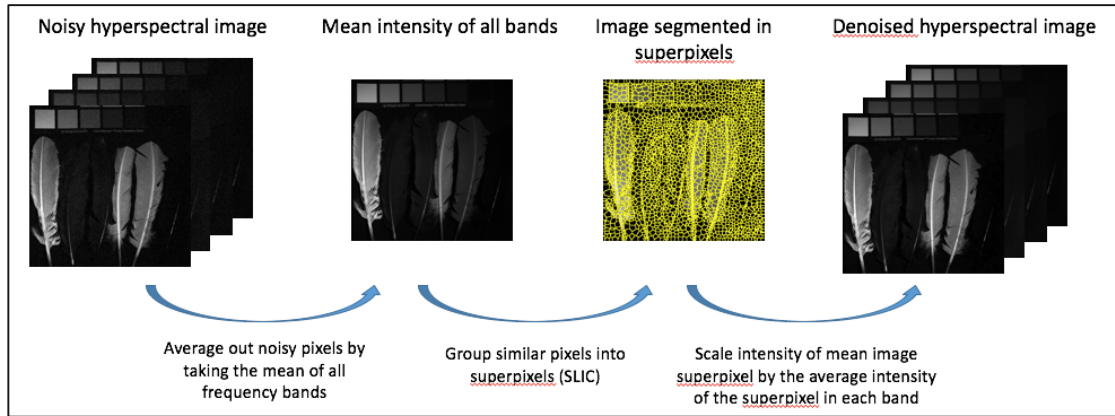 Noisy hyperspectral image
Mean intensity of all bands
Image segmented in
superpixels
Denoised hyperspectral image
Average out noisy pixels by
taking the mean of all
frequency bands
Group similar pixels into
superpixels (SLIC)
Scale intensity of mean image
superpixel by the average intensity
of the superpixel in each band